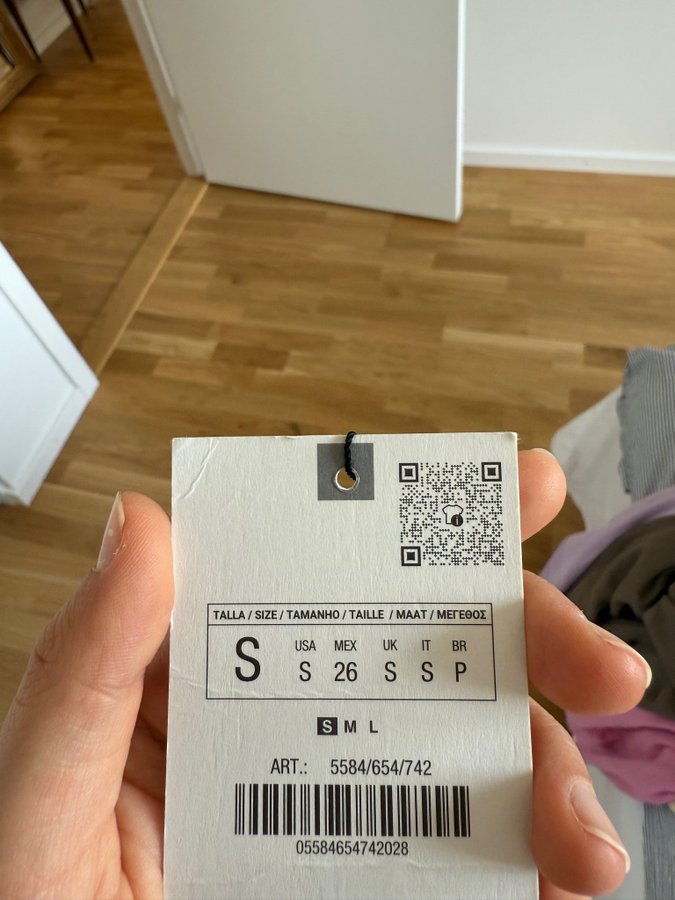 TALLA / SIZE / TAMANHO / TAILLE / MAAT / ΜΕΓΕΘΟΣ
S
USA MEX UK IT BR
S 26 S S P
S M L
ART.: 5584/654/742
05584654742028